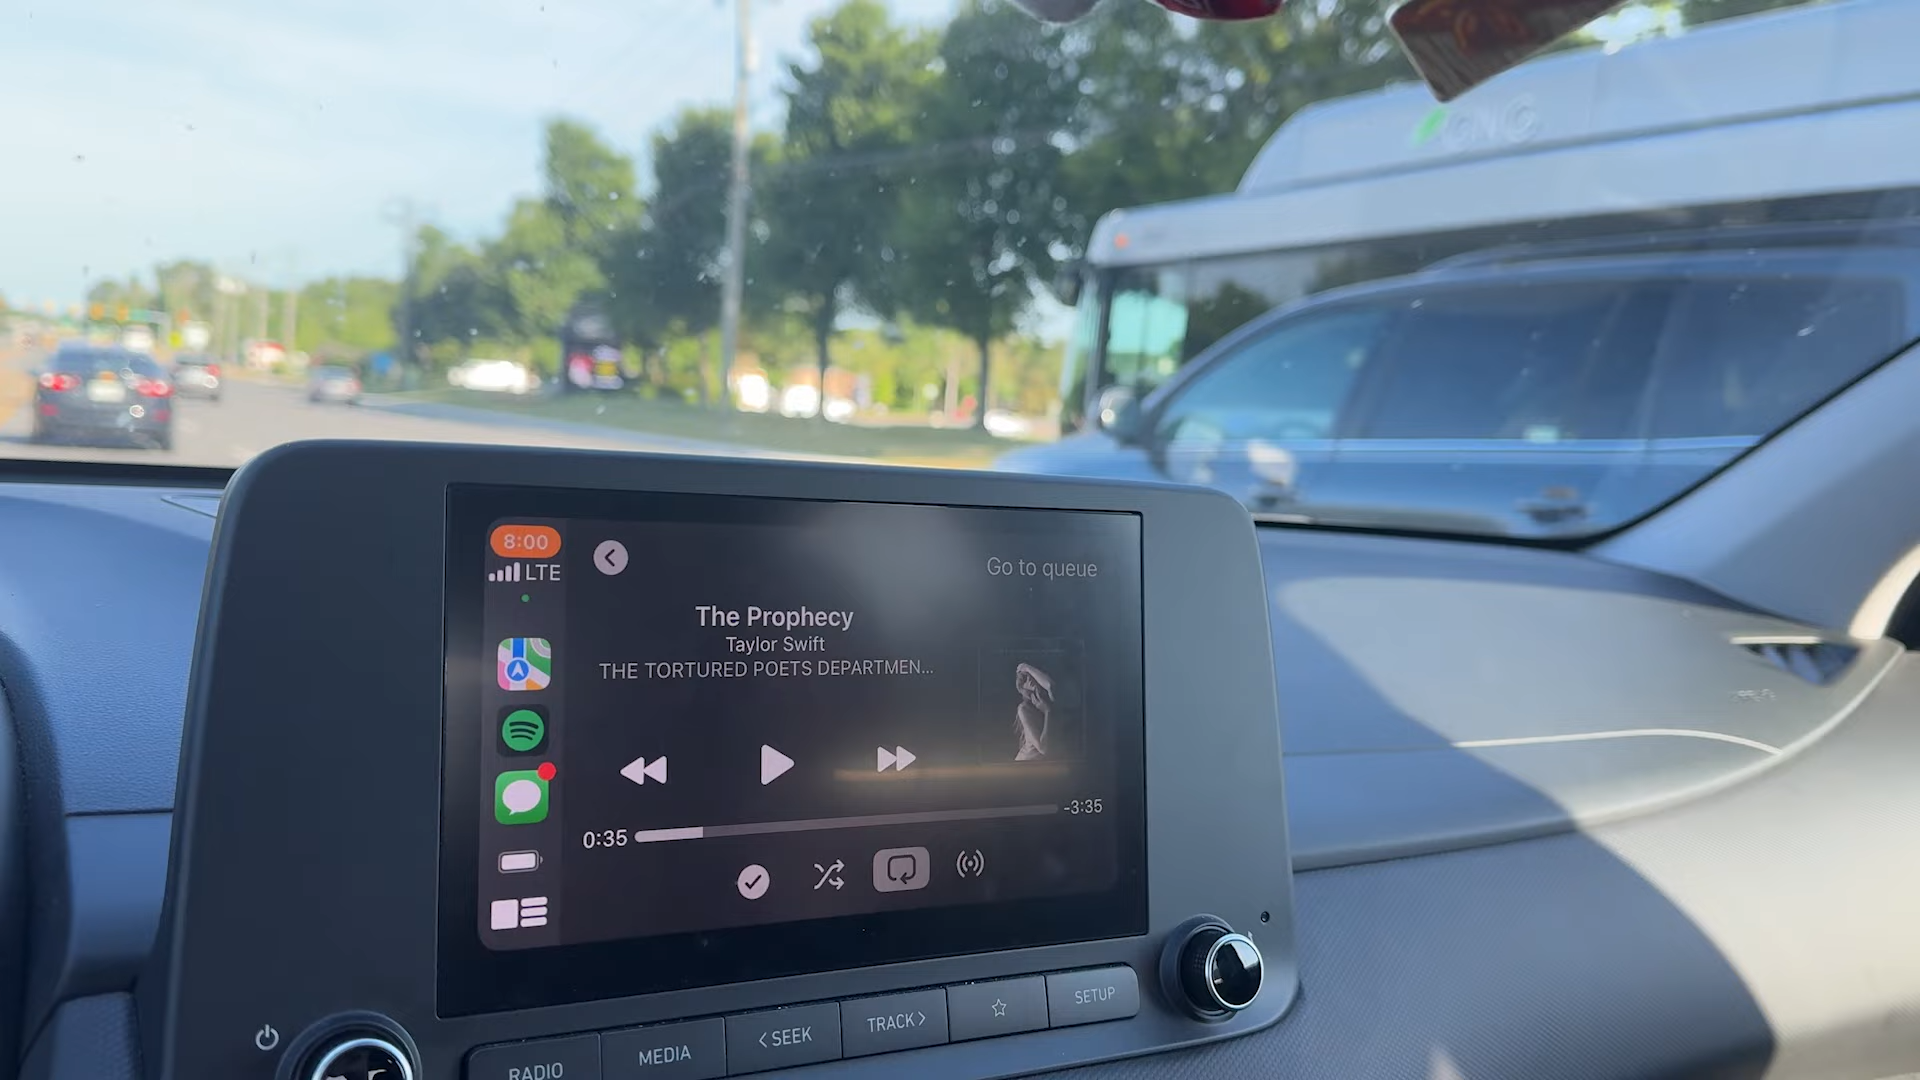 CNG
8:00
LTE
Go to queue
The Prophecy
Taylor Swift
THE TORTURED POETS DEPARTMEN...
0:35
-3:35
RADIO
MEDIA
< SEEK
TRACK >
SETUP